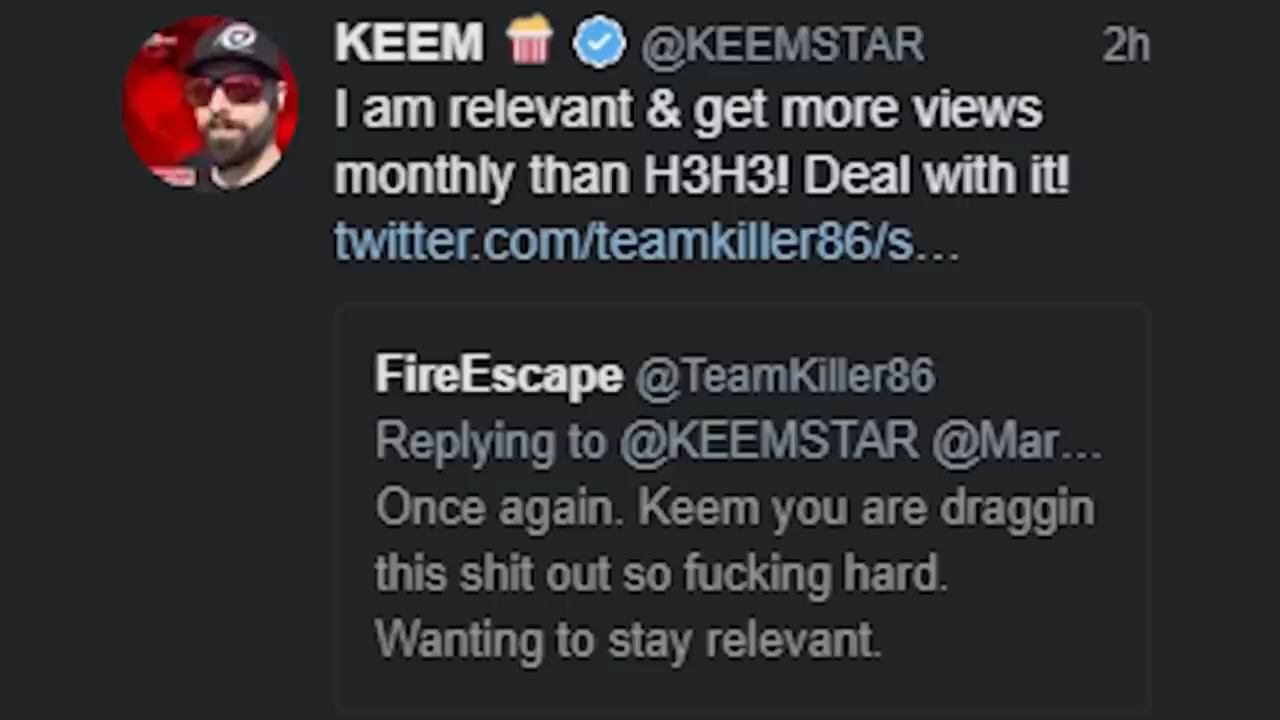 KEEM 🍿 @KEEMSTAR 2h
I am relevant & get more views
monthly than H3H3! Deal with it!
twitter.com/teamkiller86/s...
FireEscape @TeamKiller86
Replying to @KEEMSTAR @Mar...
Once again. Keem you are draggin
this shit out so fucking hard.
Wanting to stay relevant.